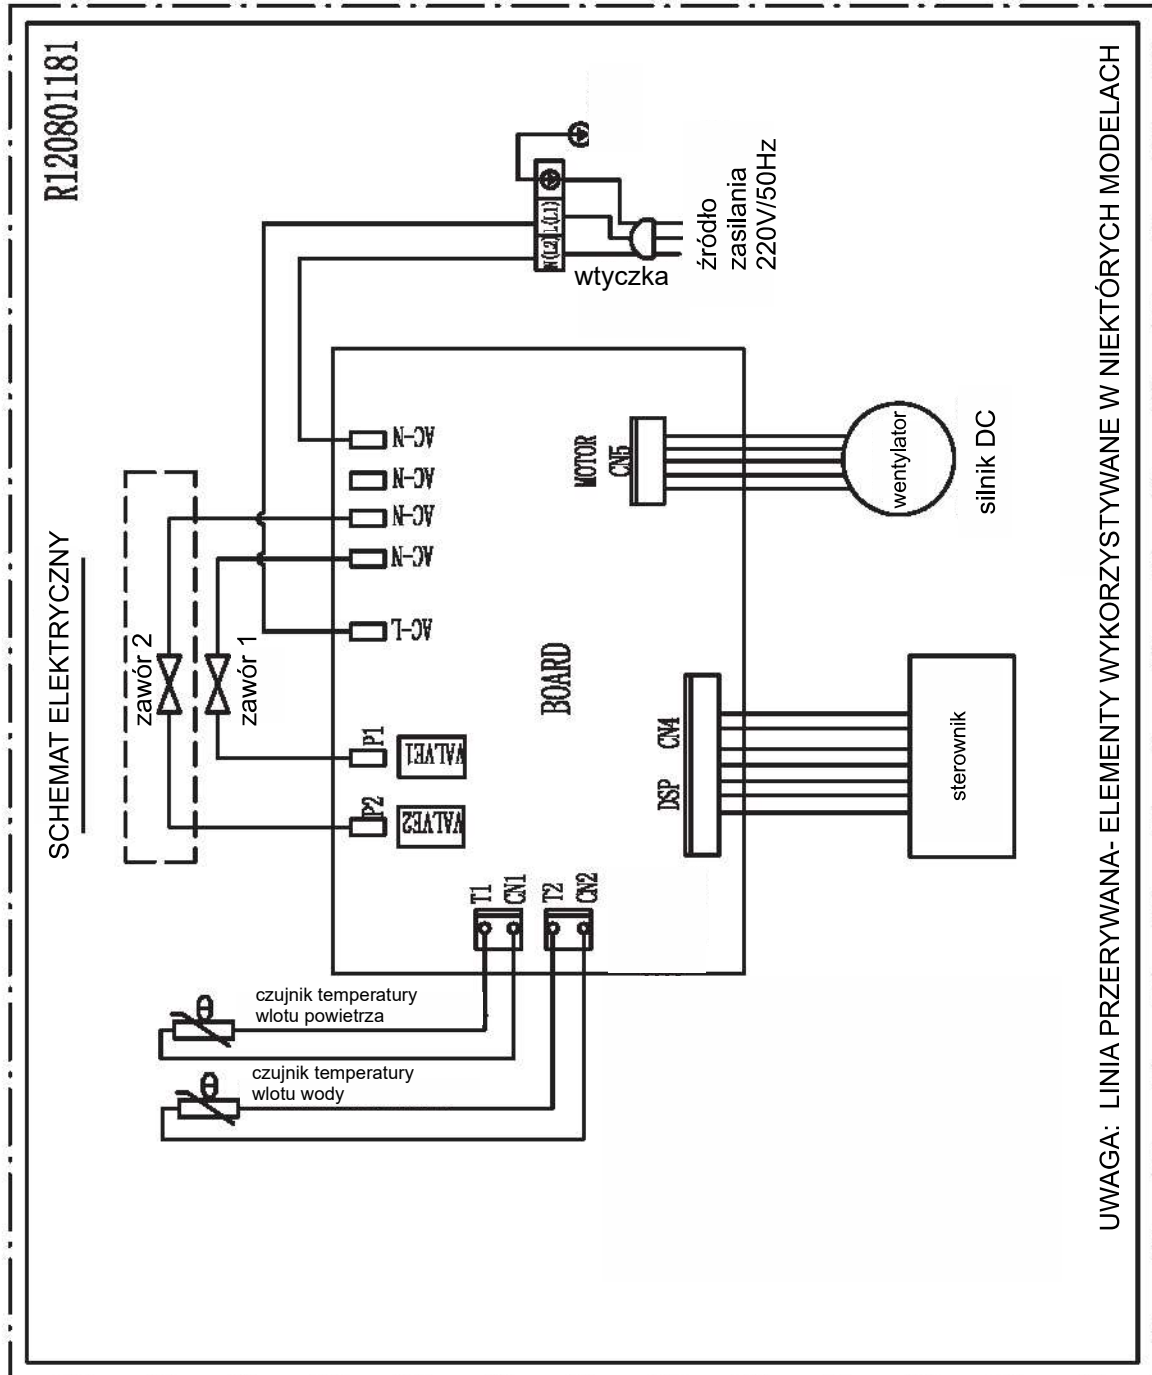 R120801181
SCHEMAT ELEKTRYCZNY
zawór 2
zawór 1
N(L2)
L(L1)
wtyczka
źródło
zasilania
220V/50Hz
AC-N
AC-N
AC-N
AC-N
AC-L
P1
VALVE1
P2
VALVE2
BOARD
MOTOR
CN5
wentylator
silnik DC
DSP
CN4
sterownik
T1
CN1
T2
CN2
θ
czujnik temperatury
wlotu powietrza
θ
czujnik temperatury
wlotu wody
UWAGA: LINIA PRZERYWANA- ELEMENTY WYKORZYSTYWANE W NIEKTÓRYCH MODELACH